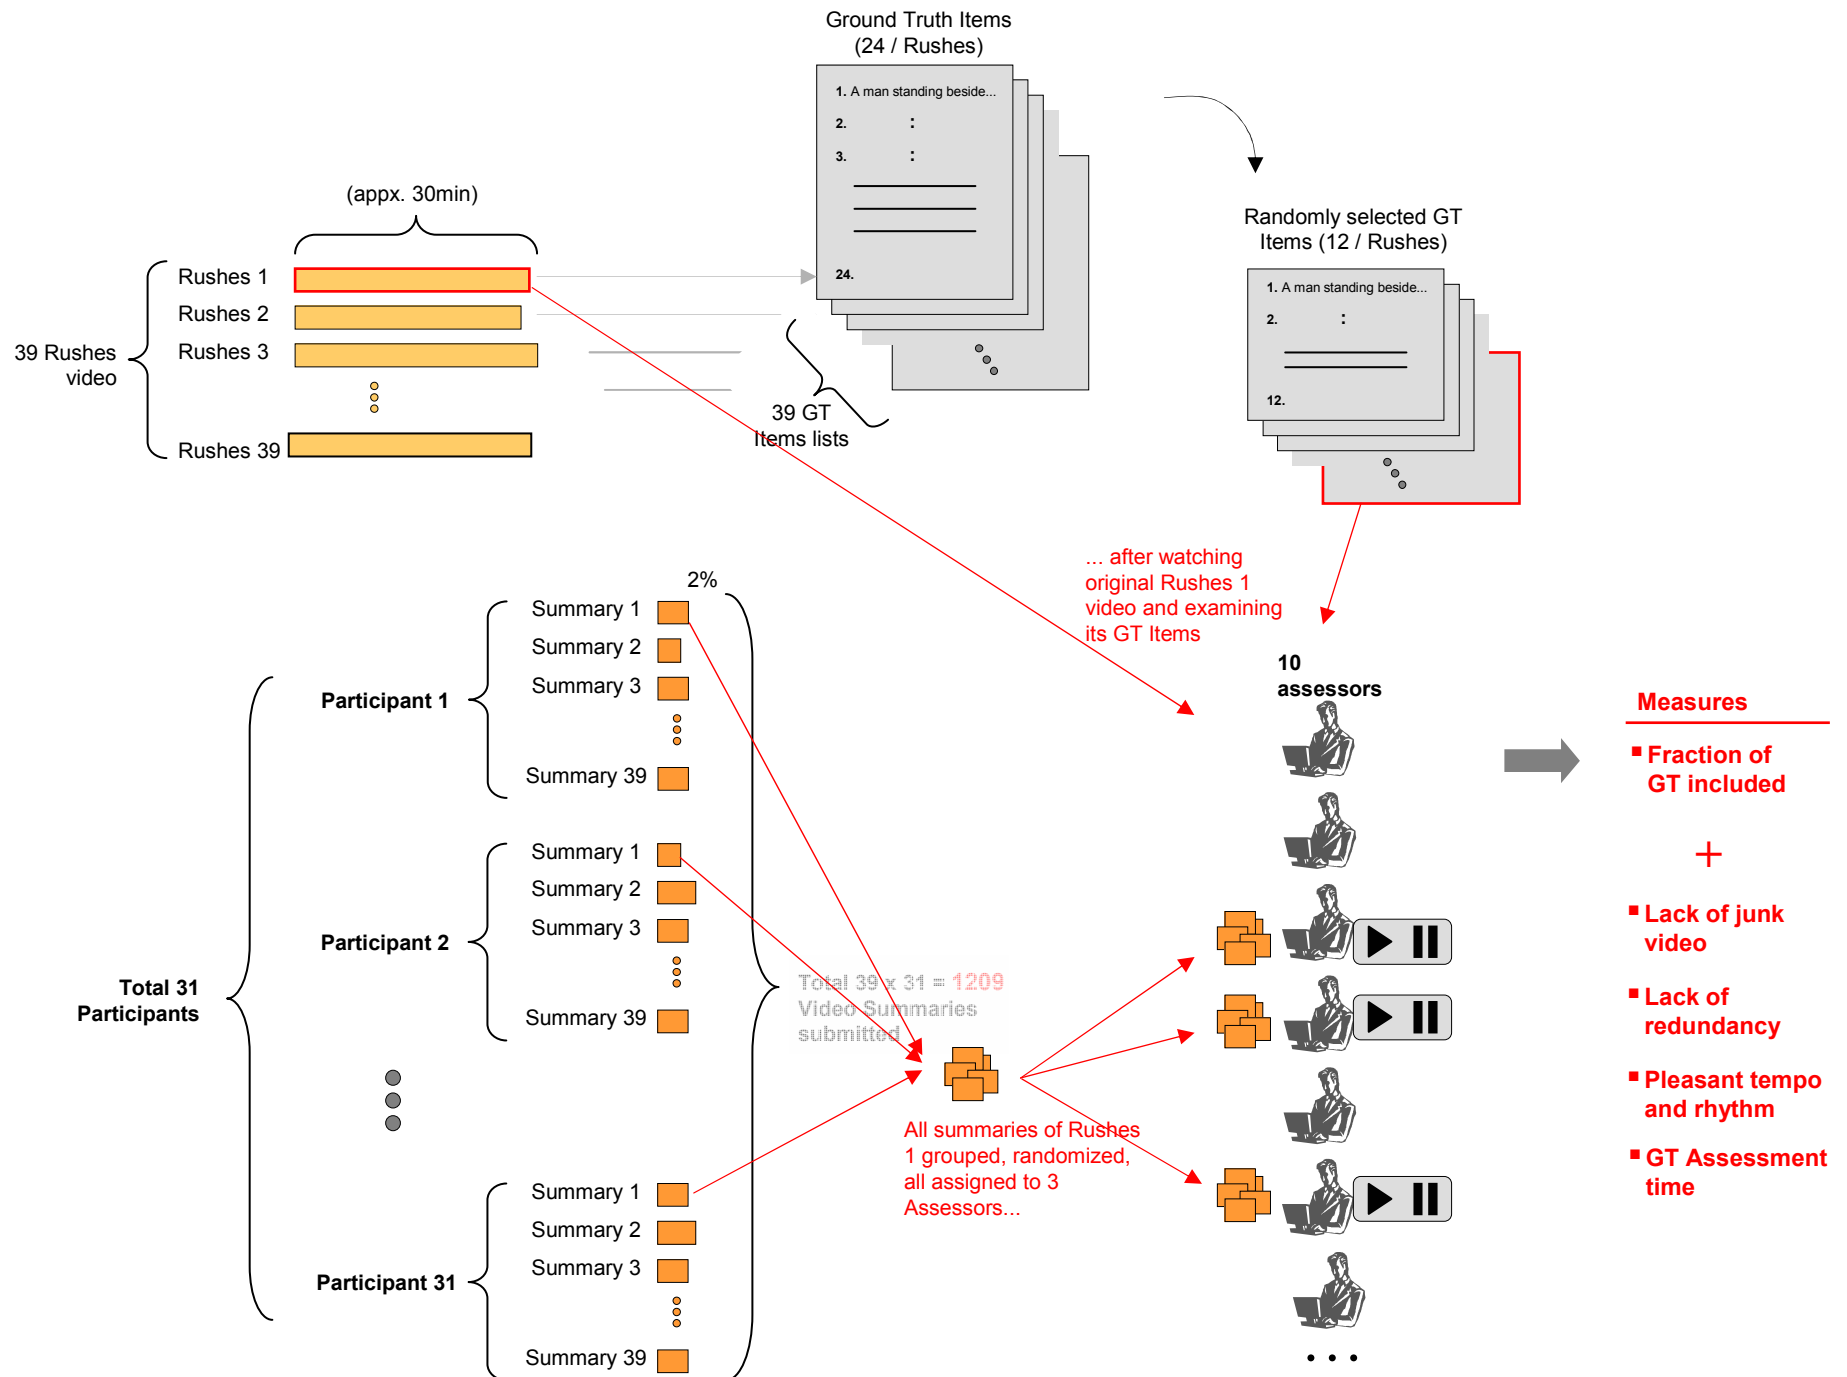 Ground Truth Items
(24 / Rushes)
1. A man standing beside...
2. :
3. :
24.
(appx. 30min)
Rushes 1
Rushes 2
Rushes 3
Rushes 39
39 Rushes
video
39 GT
Items lists
Randomly selected GT
Items (12 / Rushes)
1. A man standing beside...
2. :
12.
... after watching
original Rushes 1
video and examining
its GT Items
2%
Total 31
Participants
Participant 1
Summary 1
Summary 2
Summary 3
Summary 39
Participant 2
Summary 1
Summary 2
Summary 3
Summary 39
Participant 31
Summary 1
Summary 2
Summary 3
Summary 39
Total 39 x 31 = 1209
Video Summaries
submitted
All summaries of Rushes
1 grouped, randomized,
all assigned to 3
Assessors...
10
assessors
. . .
Measures
▪ Fraction of
GT included
+
▪ Lack of junk
video
▪ Lack of
redundancy
▪ Pleasant tempo
and rhythm
▪ GT Assessment
time